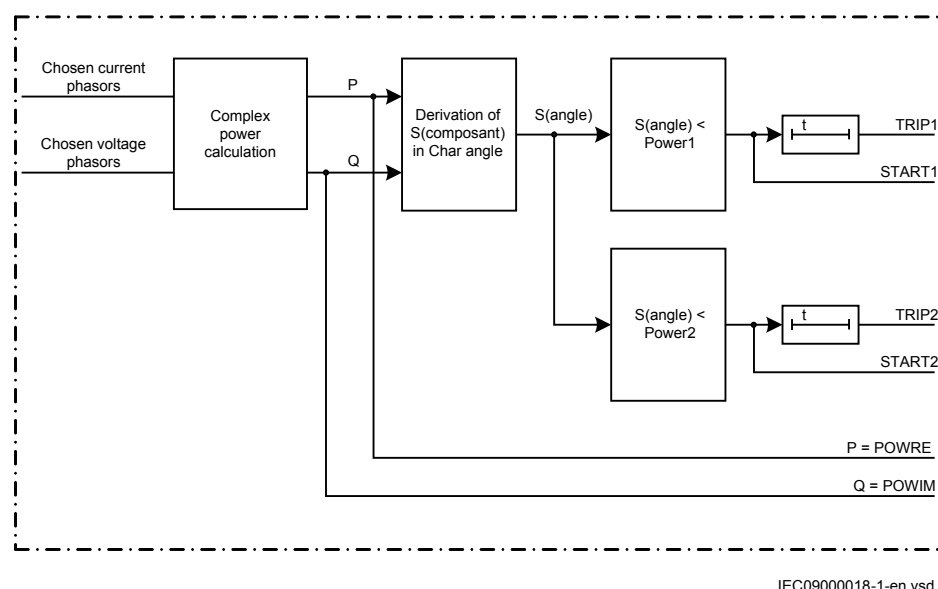 Chosen current
phasors
Chosen voltage
phasors
Complex
power
calculation
P
Q
Derivation of
S(composant)
in Char angle
S(angle)
S(angle) <
Power1
t
TRIP1
START1
S(angle) <
Power2
t
TRIP2
START2
P = POWRE
Q = POWIM
IEC09000018-1-en.vsd